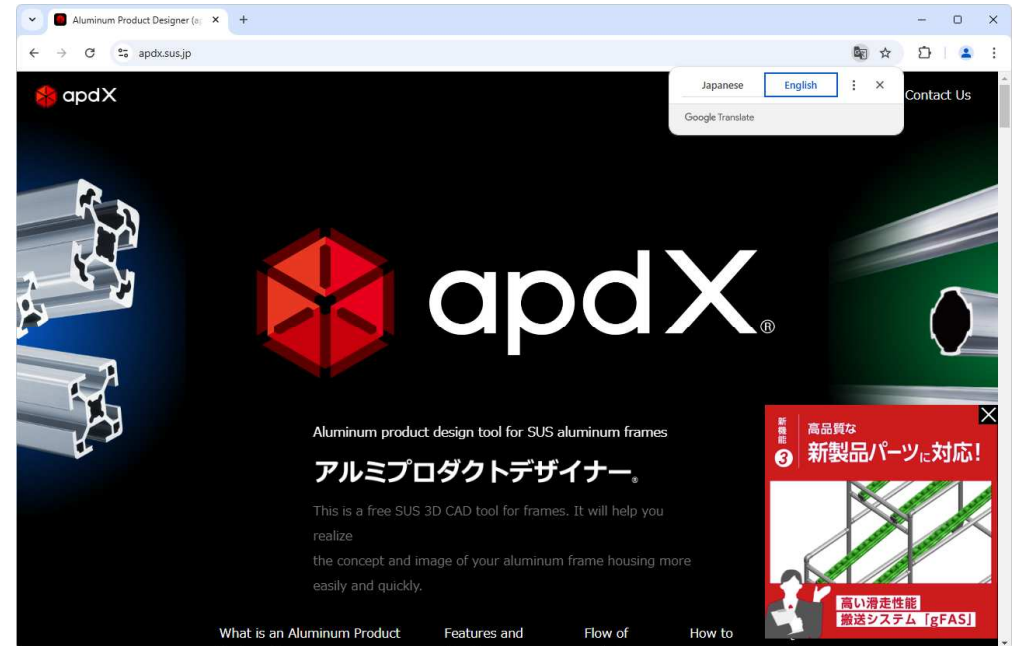 Aluminum Product Designer (a
apdx.sus.jp
Japanese
English
Google Translate
apdX
Contact Us
apdX®
Aluminum product design tool for SUS aluminum frames
アルミプロダクトデザイナー®
This is a free SUS 3D CAD tool for frames. It will help you
realize
the concept and image of your aluminum frame housing more
easily and quickly.
新機能
3
高品質な
新製品パーツに対応!
高い滑走性能
搬送システム「gFAS」
What is an Aluminum Product
Features and
Flow of
How to